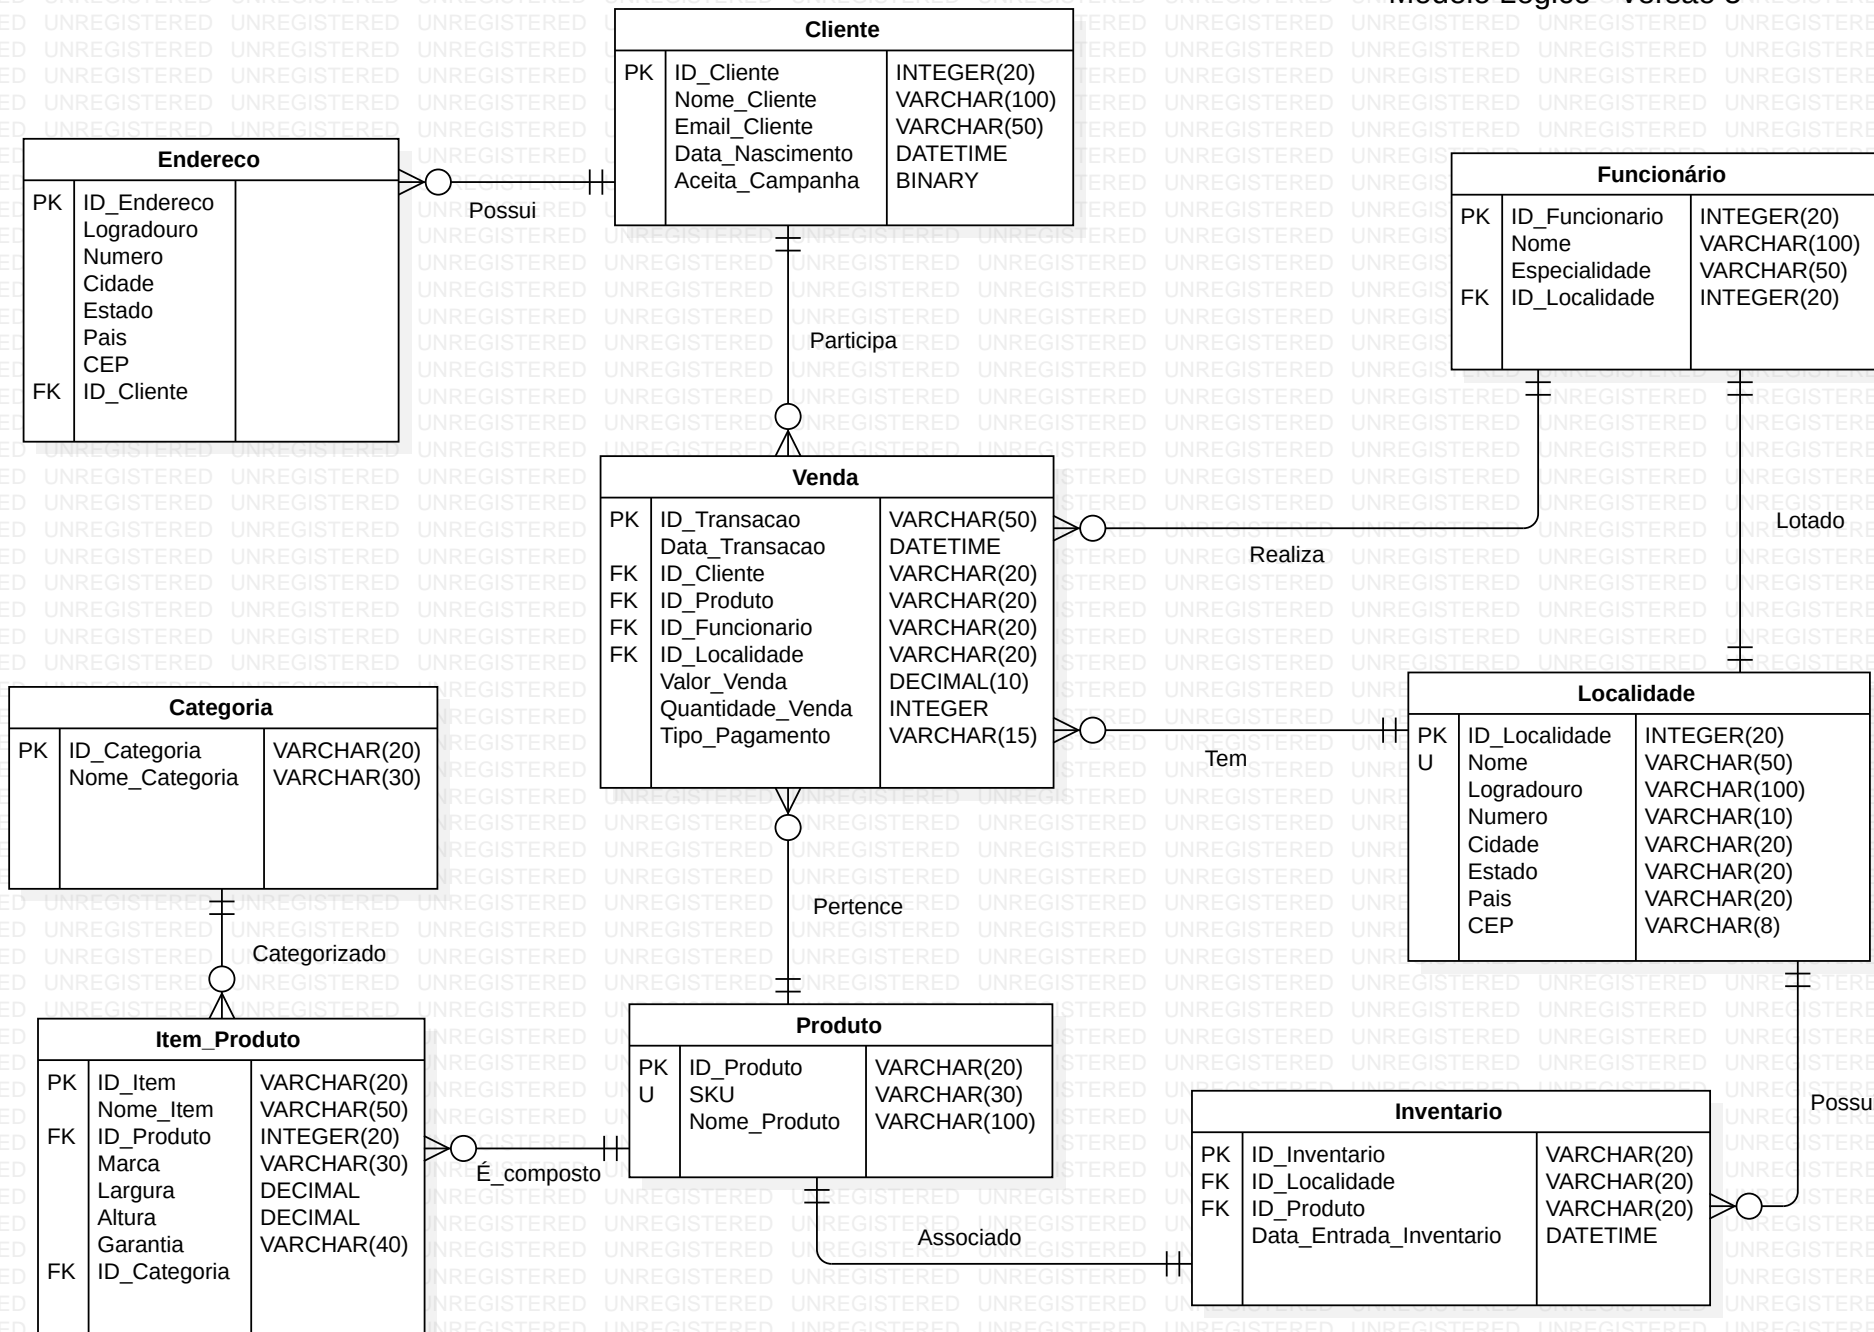 Modelo Lógico - Versão 3
Cliente
PK ID_Cliente INTEGER(20)
Nome_Cliente VARCHAR(100)
Email_Cliente VARCHAR(50)
Data_Nascimento DATETIME
Aceita_Campanha BINARY
Endereco
PK ID_Endereco
Logradouro
Numero
Cidade
Estado
Pais
CEP
FK ID_Cliente
Possui
Funcionário
PK ID_Funcionario INTEGER(20)
Nome VARCHAR(100)
Especialidade VARCHAR(50)
FK ID_Localidade INTEGER(20)
Participa
Venda
PK ID_Transacao VARCHAR(50)
Data_Transacao DATETIME
FK ID_Cliente VARCHAR(20)
FK ID_Produto VARCHAR(20)
FK ID_Funcionario VARCHAR(20)
FK ID_Localidade VARCHAR(20)
Valor_Venda DECIMAL(10)
Quantidade_Venda INTEGER
Tipo_Pagamento VARCHAR(15)
Realiza
Lotado
Tem
Categoria
PK ID_Categoria VARCHAR(20)
Nome_Categoria VARCHAR(30)
Localidade
PK ID_Localidade INTEGER(20)
U Nome VARCHAR(50)
Logradouro VARCHAR(100)
Numero VARCHAR(10)
Cidade VARCHAR(20)
Estado VARCHAR(20)
Pais VARCHAR(20)
CEP VARCHAR(8)
Pertence
Categorizado
Item_Produto
PK ID_Item VARCHAR(20)
Nome_Item VARCHAR(50)
FK ID_Produto INTEGER(20)
Marca VARCHAR(30)
Largura DECIMAL
Altura DECIMAL
Garantia VARCHAR(40)
FK ID_Categoria
É_composto
Produto
PK ID_Produto VARCHAR(20)
U SKU VARCHAR(30)
Nome_Produto VARCHAR(100)
Associado
Inventario
PK ID_Inventario VARCHAR(20)
FK ID_Localidade VARCHAR(20)
FK ID_Produto VARCHAR(20)
Data_Entrada_Inventario DATETIME
Possu
UNREGISTERED